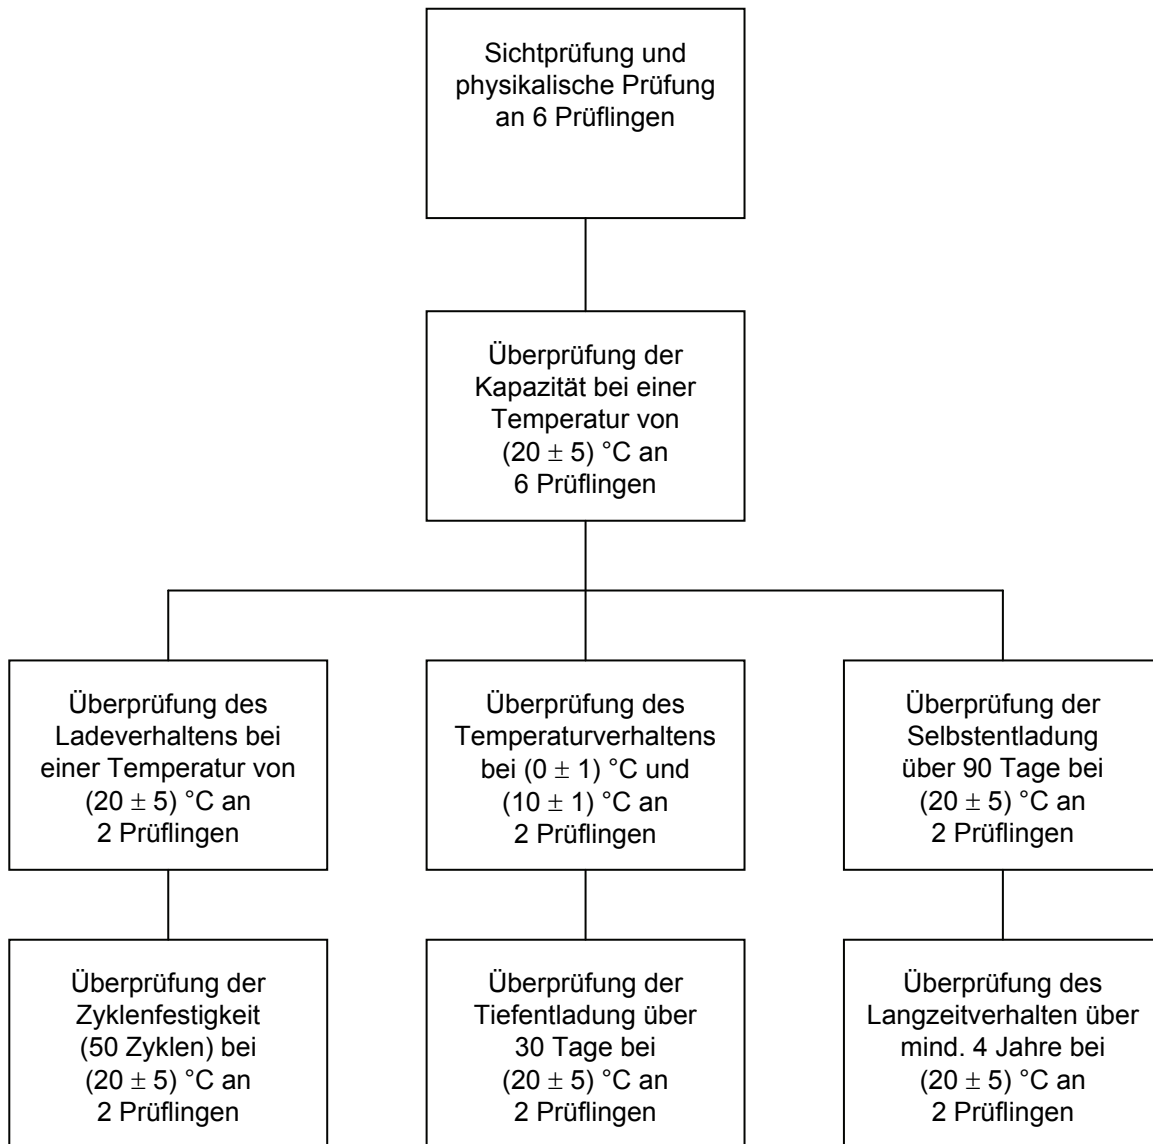 Sichtprüfung und
physikalische Prüfung
an 6 Prüflingen
Überprüfung der
Kapazität bei einer
Temperatur von
(20 ± 5) °C an
6 Prüflingen
Überprüfung des
Ladeverhaltens bei
einer Temperatur von
(20 ± 5) °C an
2 Prüflingen
Überprüfung des
Temperaturverhaltens
bei (0 ± 1) °C und
(10 ± 1) °C an
2 Prüflingen
Überprüfung der
Selbstentladung
über 90 Tage bei
(20 ± 5) °C an
2 Prüflingen
Überprüfung der
Zyklenfestigkeit
(50 Zyklen) bei
(20 ± 5) °C an
2 Prüflingen
Überprüfung der
Tiefentladung über
30 Tage bei
(20 ± 5) °C an
2 Prüflingen
Überprüfung des
Langzeitverhalten über
mind. 4 Jahre bei
(20 ± 5) °C an
2 Prüflingen